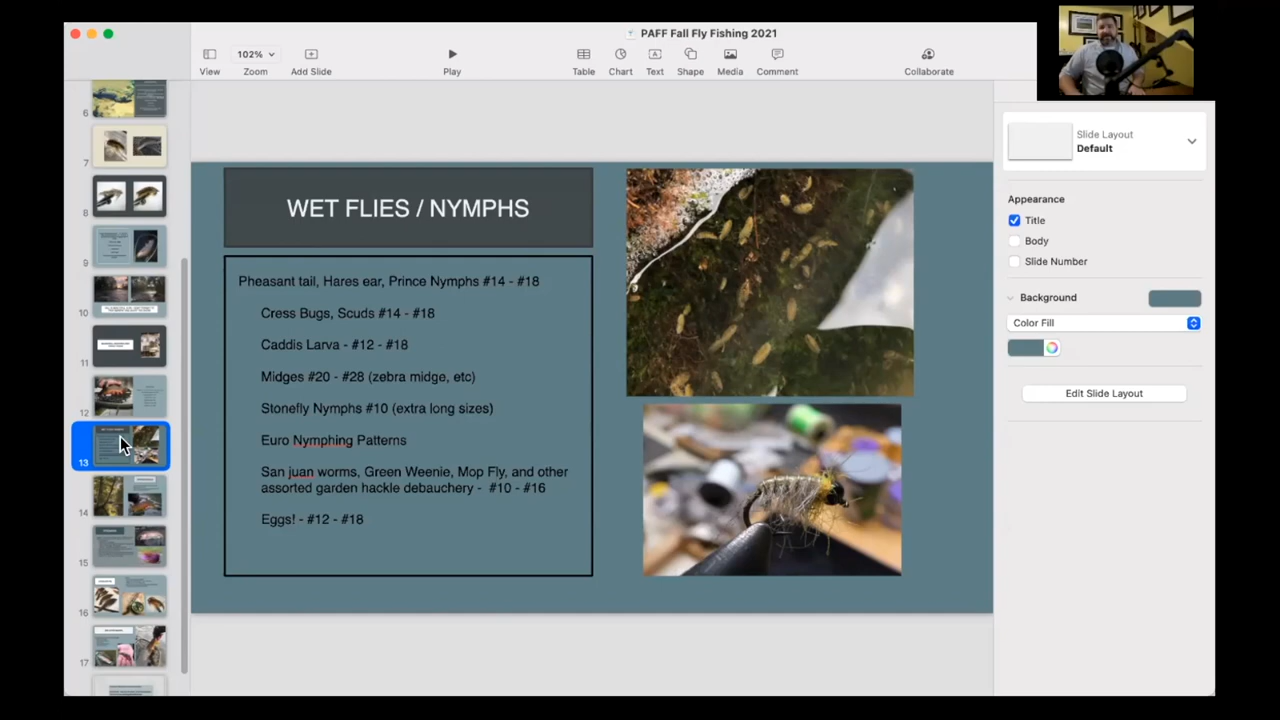 PAFF Fall Fly Fishing 2021
102%
View
Zoom
Add Slide
Play
Table
Chart
Text
Shape
Media
Comment
Collaborate
6
7
8
9
10
11
12
13
14
15
16
17
WET FLIES / NYMPHS
Pheasant tail, Hares ear, Prince Nymphs #14 - #18
Cress Bugs, Scuds #14 - #18
Caddis Larva - #12 - #18
Midges #20 - #28 (zebra midge, etc)
Stonefly Nymphs #10 (extra long sizes)
Euro Nymphing Patterns
San juan worms, Green Weenie, Mop Fly, and other
assorted garden hackle debauchery - #10 - #16
Eggs! - #12 - #18
Slide Layout
Default
Appearance
Title
Body
Slide Number
Background
Color Fill
Edit Slide Layout